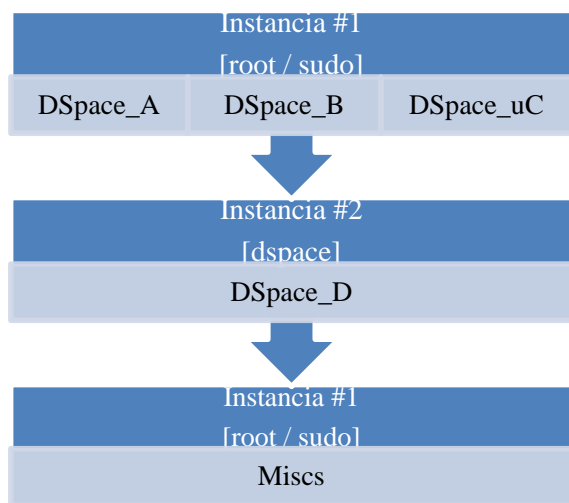 Instancia #1
[root / sudo]
DSpace_A DSpace_B DSpace_uC
Instancia #2
[dspace]
DSpace_D
Instancia #1
[root / sudo]
Miscs